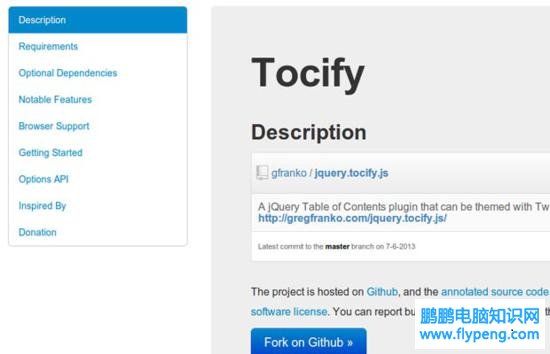 Description
Requirements
Optional Dependencies
Notable Features
Browser Support
Getting Started
Options API
Inspired By
Donation
Tocify
Description
gfranko / jquery.tocify.js
A jQuery Table of Contents plugin that can be themed with Tw
http://gregfranko.com/jquery.tocify.js/
Latest commit to the master branch on 7-6-2013
The project is hosted on Github, and the annotated source code
software license. You can report bu
Fork on Github »
鹏鹏电脑知识网
www.flypeng.com